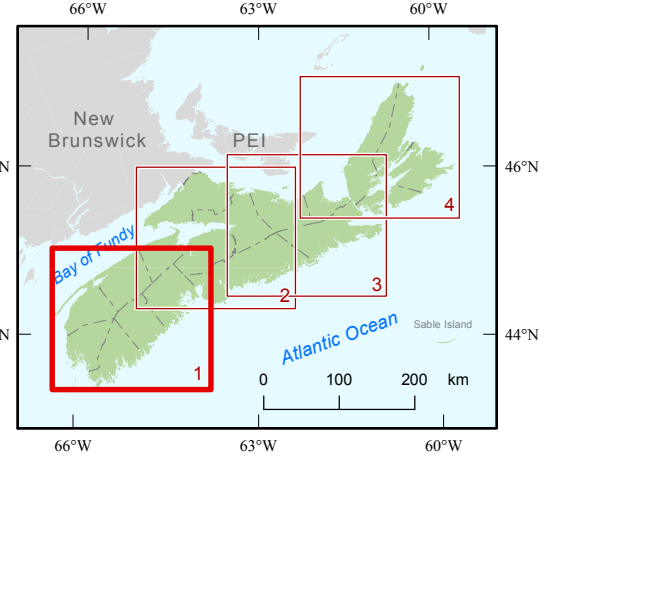 66°W 63°W 60°W
New
Brunswick
PEI
N 46°N
4
Bay of Fundy
3
2
Sable Island
Atlantic Ocean
N 44°N
1
0 100 200 km
66°W 63°W 60°W